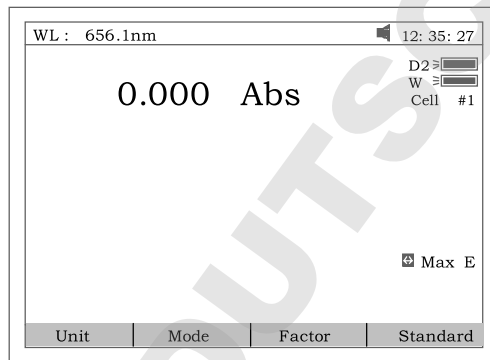 WL: 656.1nm 12: 35: 27
0.000 Abs
D2
W
Cell #1
Max E
Unit Mode Factor Standard